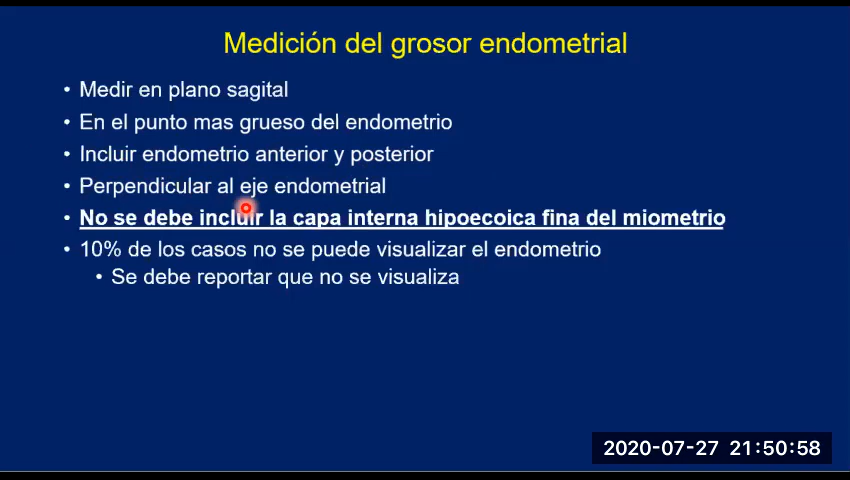 Medición del grosor endometrial
• Medir en plano sagital
• En el punto mas grueso del endometrio
• Incluir endometrio anterior y posterior
• Perpendicular al eje endometrial
• No se debe incluir la capa interna hipoecoica fina del miometrio
• 10% de los casos no se puede visualizar el endometrio
• Se debe reportar que no se visualiza
2020-07-27 21:50:58